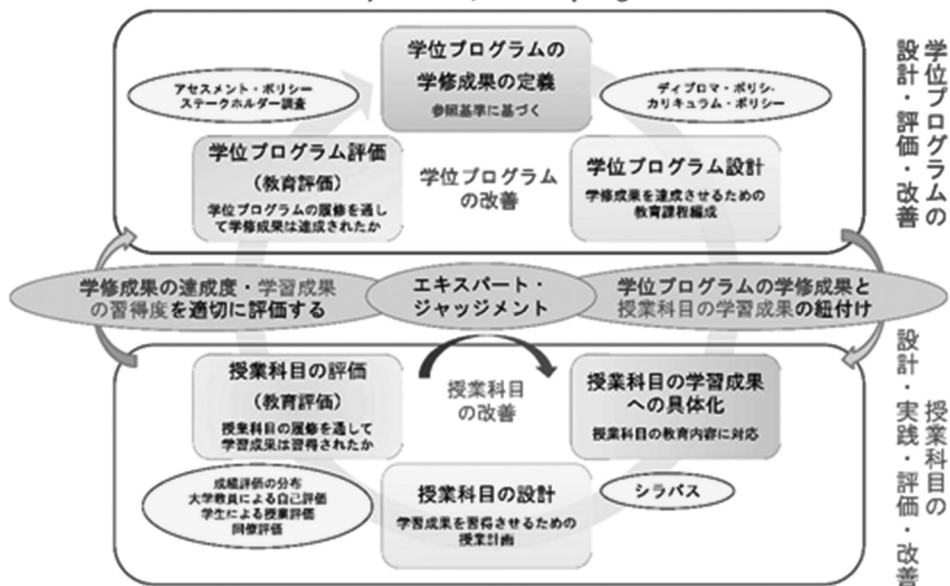 学位プログラムの
学修成果の定義
参照基準に基づく
アセスメント・ポリシー
ステークホルダー調査
ディプロマ・ポリシ-
カリキュラム・ポリシー
学位プログラム評価
(教育評価)
学位プログラムの履修を通し
て学修成果は達成されたか
学位プログラム
の改善
学位プログラム設計
学修成果を達成させるための
教育課程編成
学位プログラムの
設計・評価・改善
学修成果の達成度・学習成果
の習得度を適切に評価する
エキスパート・
ジャッジメント
学位プログラムの学修成果と
授業科目の学習成果の紐付け
授業科目の評価
(教育評価)
授業科目の履修を通して
学習成果は習得されたか
授業科目
の改善
授業科目の学習成果
への具体化
授業科目の教育内容に対応
成績評価の分布
大学教員による自己評価
学生による授業評価
同僚評価
授業科目の設計
学習成果を習得させるための
授業計画
シラバス
授業科目の
設計・実践・評価・改善